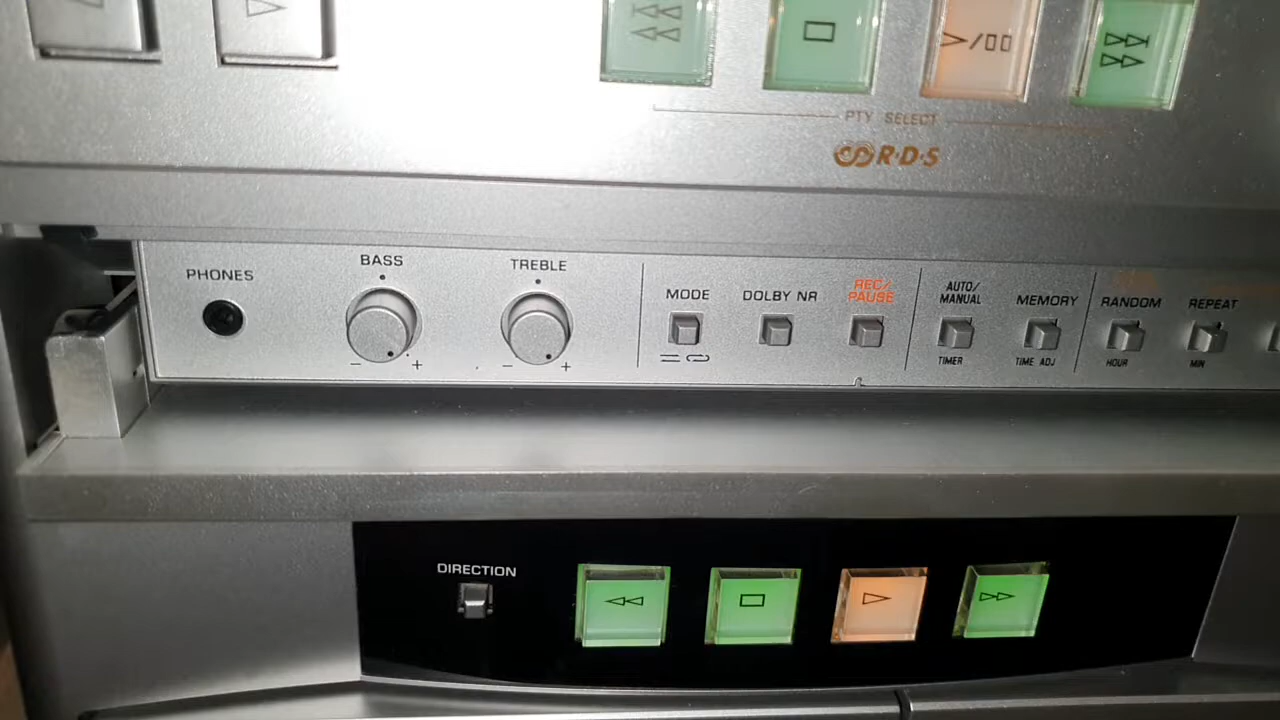 PTY SELECT
R·D·S
PHONES
BASS
TREBLE
MODE
DOLBY NR
REC/
PAUSE
AUTO/
MANUAL
MEMORY
RANDOM
REPEAT
− +
− +
TIMER
TIME ADJ
HOUR
MIN
DIRECTION